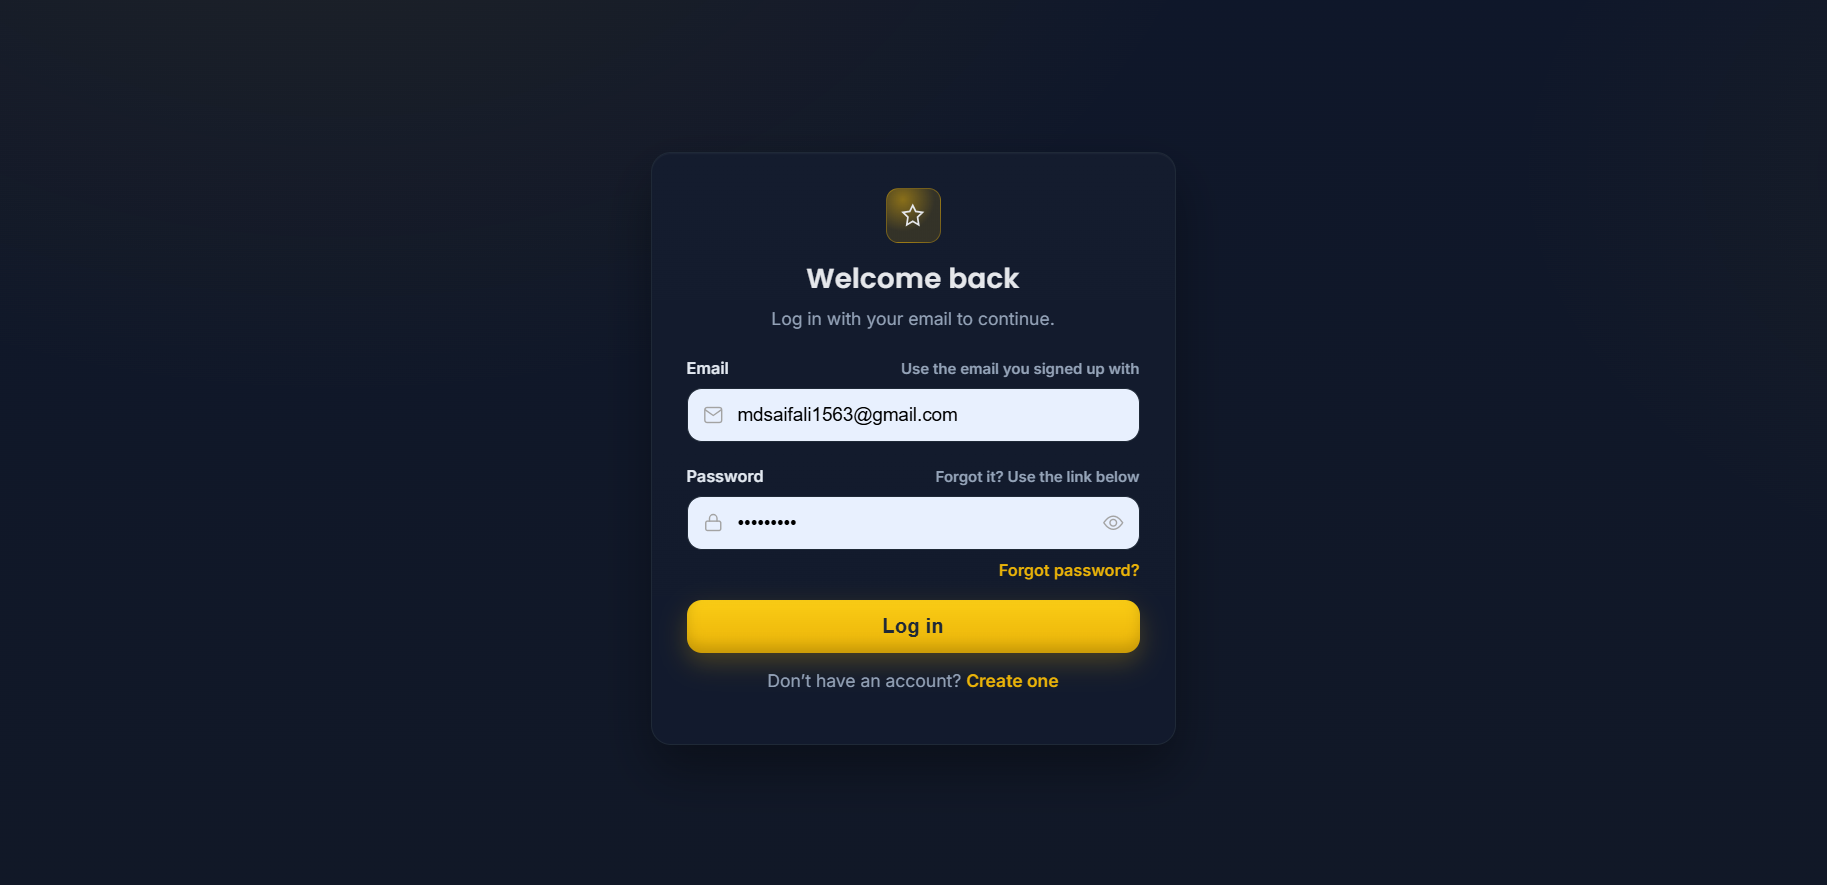 Welcome back
Log in with your email to continue.
Email Use the email you signed up with
mdsaifali1563@gmail.com
Password Forgot it? Use the link below
•••••••••
Forgot password?
Log in
Don’t have an account? Create one